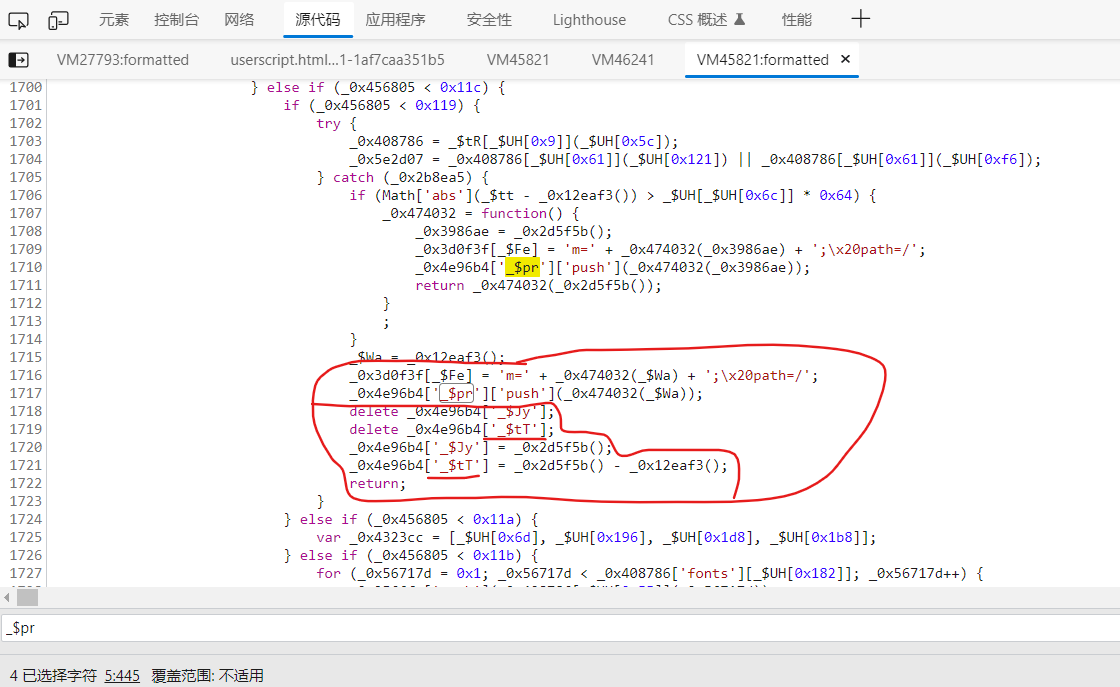 元素 控制台 网络 源代码 应用程序 安全性 Lighthouse CSS 概述 性能
VM27793:formatted userscript.html...1-1af7caa351b5 VM45821 VM46241 VM45821:formatted ×
1700 } else if (_0x456805 < 0x11c) {
1701 if (_0x456805 < 0x119) {
1702 try {
1703 _0x408786 = _$tR[_$UH[0x9]](_$UH[0x5c]);
1704 _0x5e2d07 = _0x408786[_$UH[0x61]](_$UH[0x121]) || _0x408786[_$UH[0x61]](_$UH[0xf6]);
1705 } catch (_0x2b8ea5) {
1706 if (Math['abs'](_$tt - _0x12eaf3()) > _$UH[_$UH[0x6c]] * 0x64) {
1707 _0x474032 = function() {
1708 _0x3986ae = _0x2d5f5b();
1709 _0x3d0f3f[_$Fe] = 'm=' + _0x474032(_0x3986ae) + ';\x20path=/';
1710 _0x4e96b4['_$pr']['push'](_0x474032(_0x3986ae));
1711 return _0x474032(_0x2d5f5b());
1712 }
1713 ;
1714 }
1715 _$Wa = _0x12eaf3();
1716 _0x3d0f3f[_$Fe] = 'm=' + _0x474032(_$Wa) + ';\x20path=/';
1717 _0x4e96b4['_$pr']['push'](_0x474032(_$Wa));
1718 delete _0x4e96b4['_$Jy'];
1719 delete _0x4e96b4['_$tT'];
1720 _0x4e96b4['_$Jy'] = _0x2d5f5b();
1721 _0x4e96b4['_$tT'] = _0x2d5f5b() - _0x12eaf3();
1722 return;
1723 }
1724 } else if (_0x456805 < 0x11a) {
1725 var _0x4323cc = [_$UH[0x6d], _$UH[0x196], _$UH[0x1d8], _$UH[0x1b8]];
1726 } else if (_0x456805 < 0x11b) {
1727 for (_0x56717d = 0x1; _0x56717d < _0x408786['fonts'][_$UH[0x182]]; _0x56717d++) {
_$pr
4 已选择字符 5:445 覆盖范围: 不适用